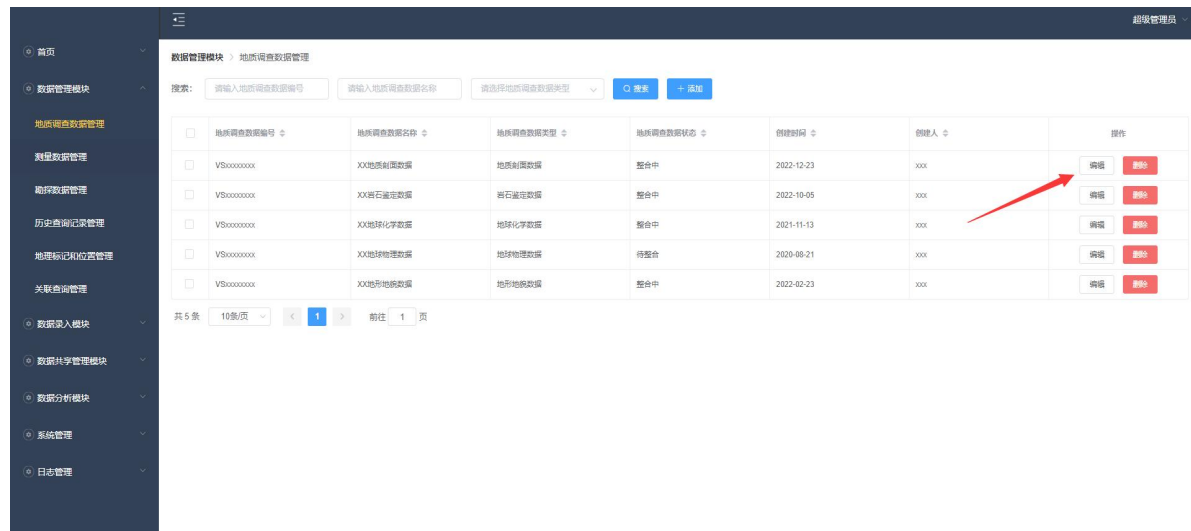 超级管理员
首页
数据管理模块
地质调查数据管理
测量数据管理
勘探数据管理
历史查询记录管理
地理标记和位置管理
关联查询管理
数据录入模块
数据共享管理模块
数据分析模块
系统管理
日志管理
数据管理模块 > 地质调查数据管理
搜索: 请输入地质调查数据编号 请输入地质调查数据名称 请选择地质调查数据类型 搜索 + 添加
地质调查数据编号 地质调查数据名称 地质调查数据类型 地质调查数据状态 创建时间 创建人 操作
VSxxxxxxxx XX地质剖面数据 地质剖面数据 整合中 2022-12-23 xxx 编辑 删除
VSxxxxxxxx XX岩石鉴定数据 岩石鉴定数据 整合中 2022-10-05 xxx 编辑 删除
VSxxxxxxxx XX地球化学数据 地球化学数据 整合中 2021-11-13 xxx 编辑 删除
VSxxxxxxxx XX地球物理数据 地球物理数据 待整合 2020-08-21 xxx 编辑 删除
VSxxxxxxxx XX地形地貌数据 地形地貌数据 整合中 2022-02-23 xxx 编辑 删除
共 5 条 10条/页 < 1 > 前往 1 页